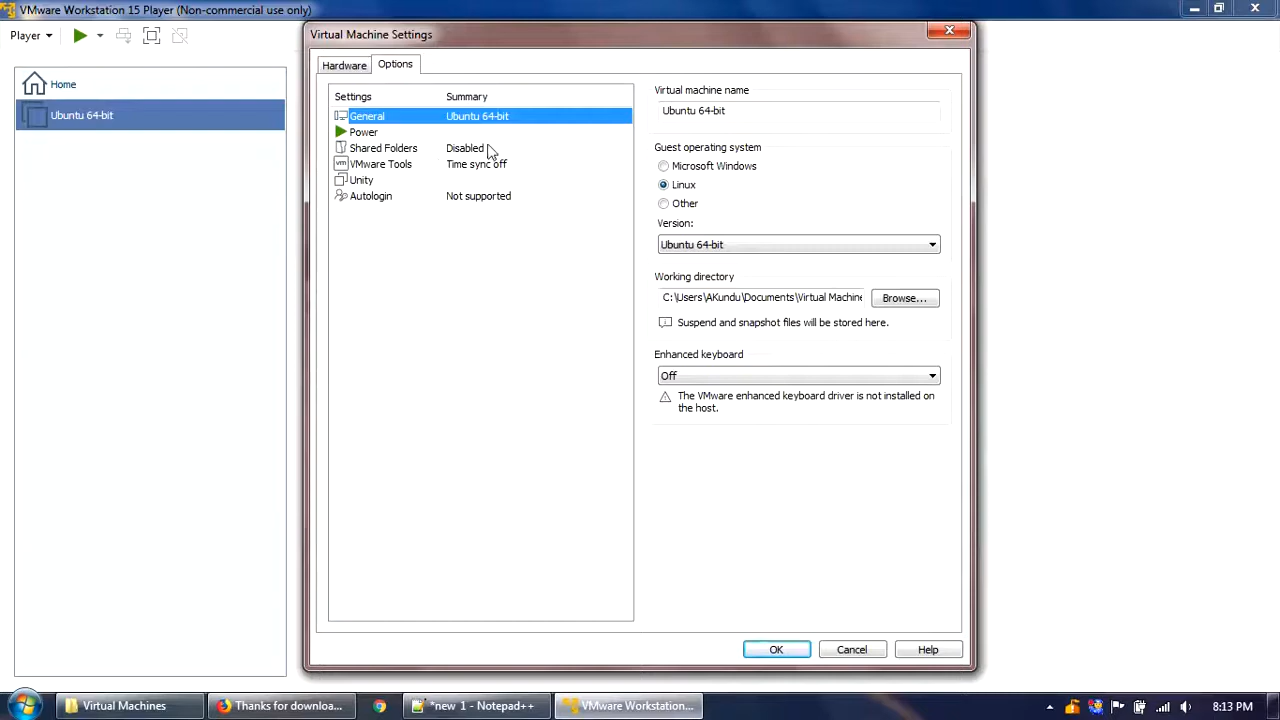 VMware Workstation 15 Player (Non-commercial use only)
Player
Home
Ubuntu 64-bit
Virtual Machine Settings
Hardware Options
Settings Summary
General Ubuntu 64-bit
Power
Shared Folders Disabled
VMware Tools Time sync off
Unity
Autologin Not supported
Virtual machine name
Ubuntu 64-bit
Guest operating system
Microsoft Windows
Linux
Other
Version:
Ubuntu 64-bit
Working directory
C:\Users\AKundu\Documents\Virtual Machine
Browse...
Suspend and snapshot files will be stored here.
Enhanced keyboard
Off
The VMware enhanced keyboard driver is not installed on
the host.
OK Cancel Help
Virtual Machines Thanks for downloa... *new 1 - Notepad++ VMware Workstation... 8:13 PM